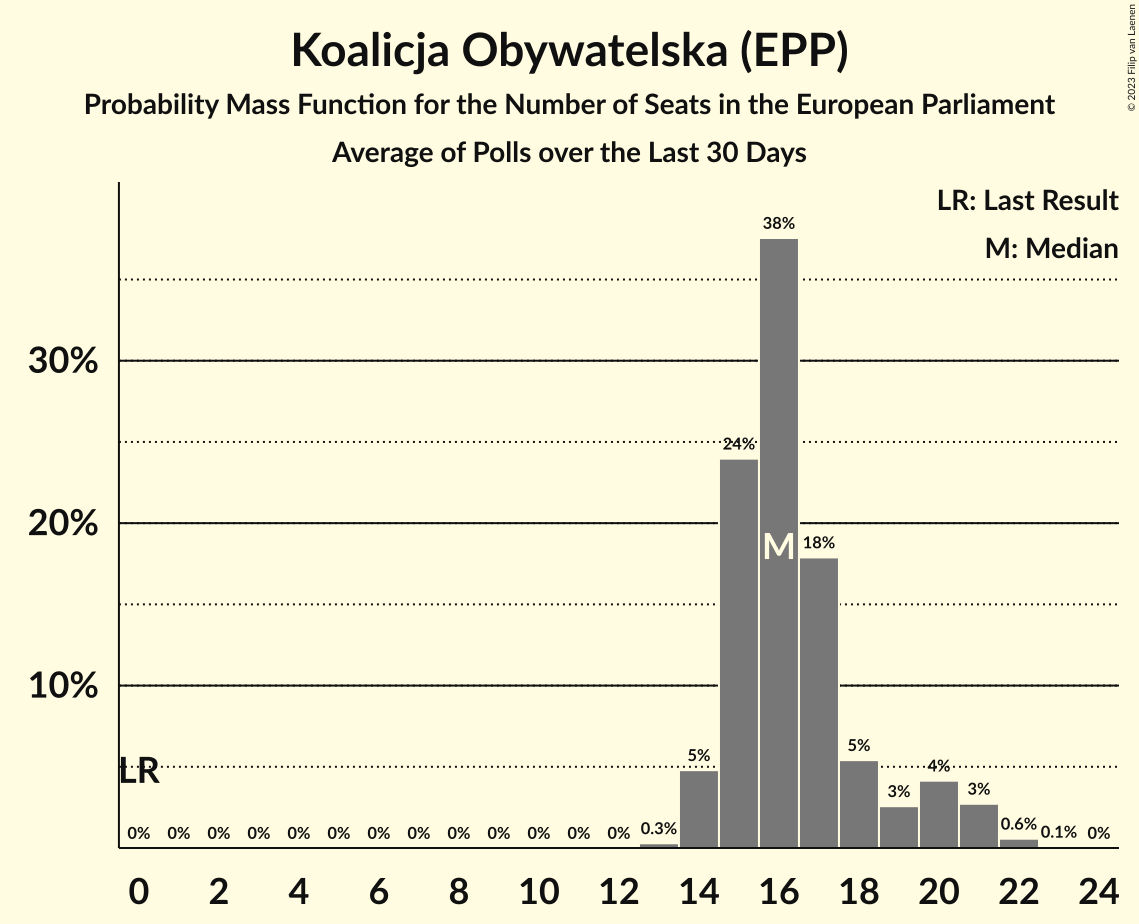 Koalicja Obywatelska (EPP)
Probability Mass Function for the Number of Seats in the European Parliament
Average of Polls over the Last 30 Days
© 2023 Filip van Laenen
LR: Last Result
M: Median
38%
30%
24%
20%
M
18%
10%
LR
5%
5%
3%
4%
3%
0% 0% 0% 0% 0% 0% 0% 0% 0% 0% 0% 0% 0% 0.3% 0.6% 0.1% 0%
0 2 4 6 8 10 12 14 16 18 20 22 24